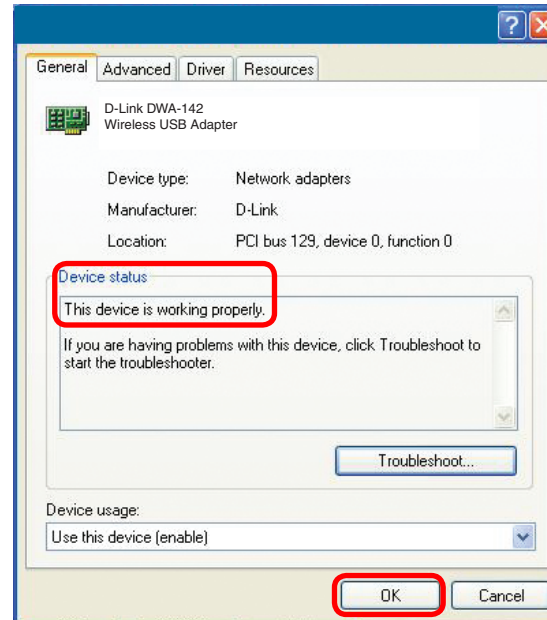 General Advanced Driver Resources
D-Link DWA-142
Wireless USB Adapter
Device type: Network adapters
Manufacturer: D-Link
Location: PCI bus 129, device 0, function 0
Device status
This device is working properly.
If you are having problems with this device, click Troubleshoot to
start the troubleshooter.
Troubleshoot...
Device usage:
Use this device (enable)
OK Cancel